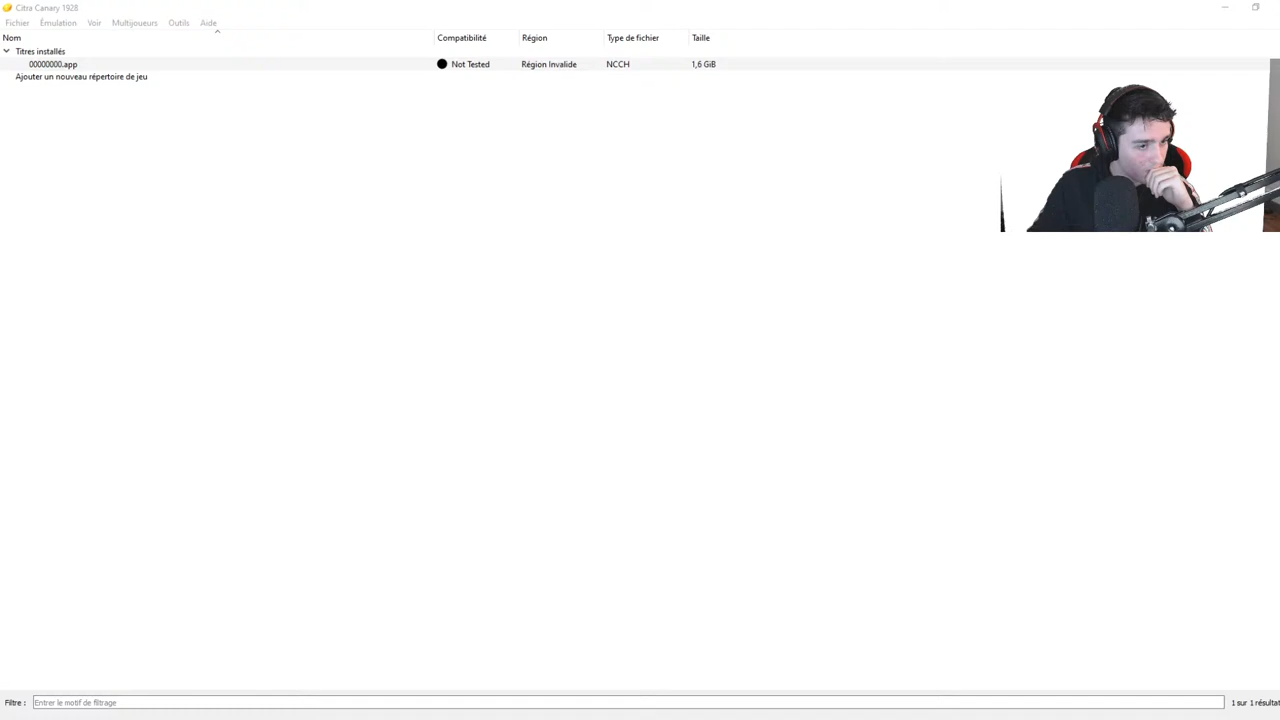 Citra Canary 1928
Fichier Émulation Voir Multijoueurs Outils Aide
Nom Compatibilité Région Type de fichier Taille
Titres installés
00000000.app Not Tested Région Invalide NCCH 1,6 GiB
Ajouter un nouveau répertoire de jeu
Filtre : Entrer le motif de filtrage 1 sur 1 résultat